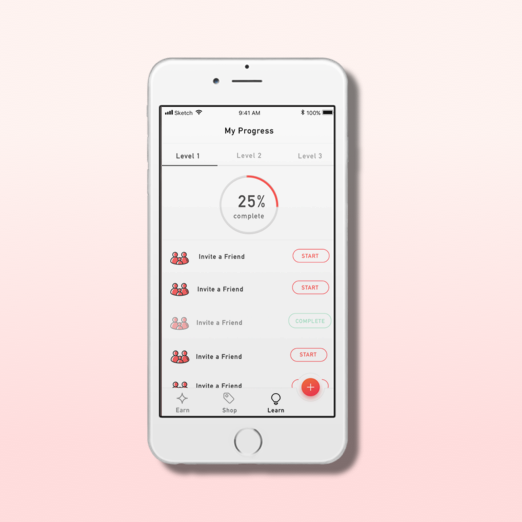 Sketch 9:41 AM 100%
My Progress
Level 1 Level 2 Level 3
25%
complete
Invite a Friend START
Invite a Friend START
Invite a Friend COMPLETE
Invite a Friend START
Invite a Friend
+
Earn Shop Learn